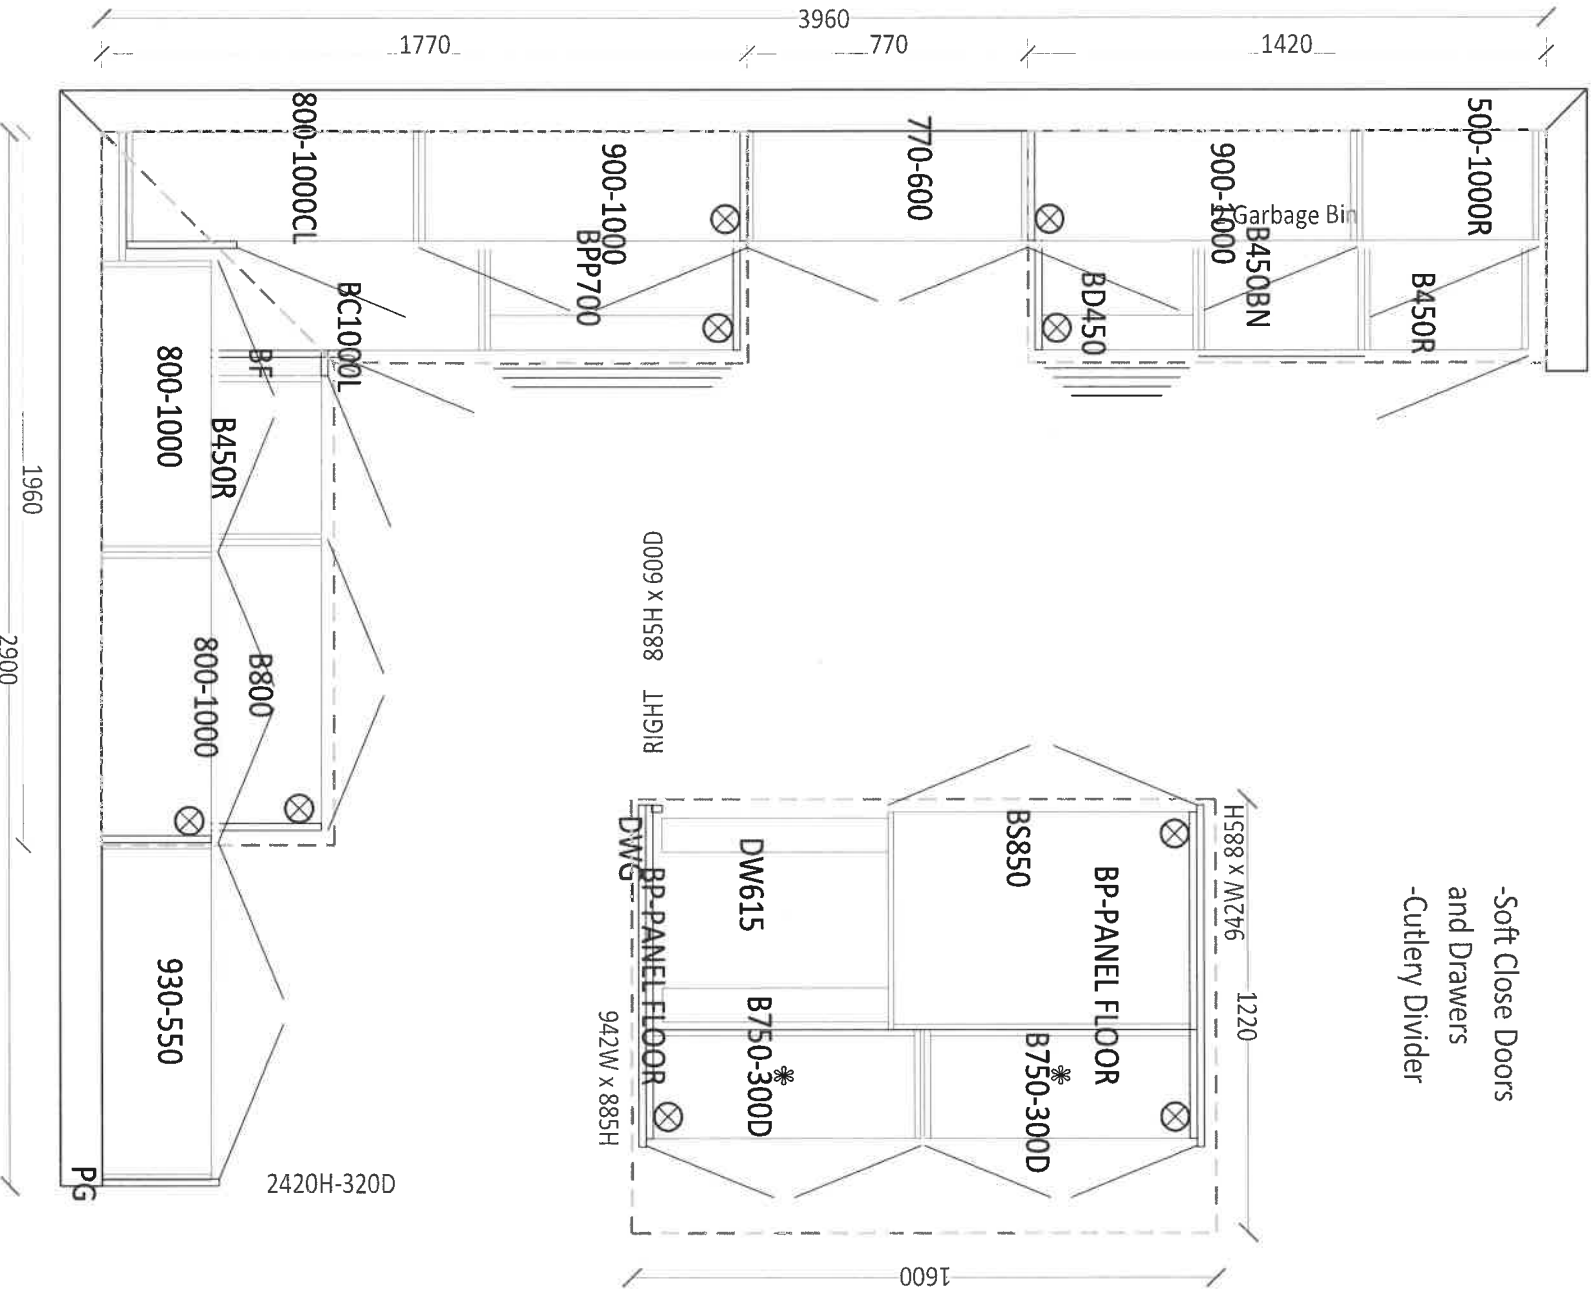 3960
1770
770
1420
800-1000CL
900-1000
770-600
900-1000
500-1000R
2 Garbage Bin
BPP700
BD450
B450BN
B450R
BC1000L
BF
800-1000
B450R
1960
2900
800-1000
B800
930-550
PG
2420H-320D
885H x 600D
RIGHT
DWG
BP-PANEL FLOOR
DW615
BS850
BP-PANEL FLOOR
942W x 885H
1220
B750-300D
B750-300D
942W x 885H
1600
-Soft Close Doors
and Drawers
-Cutlery Divider